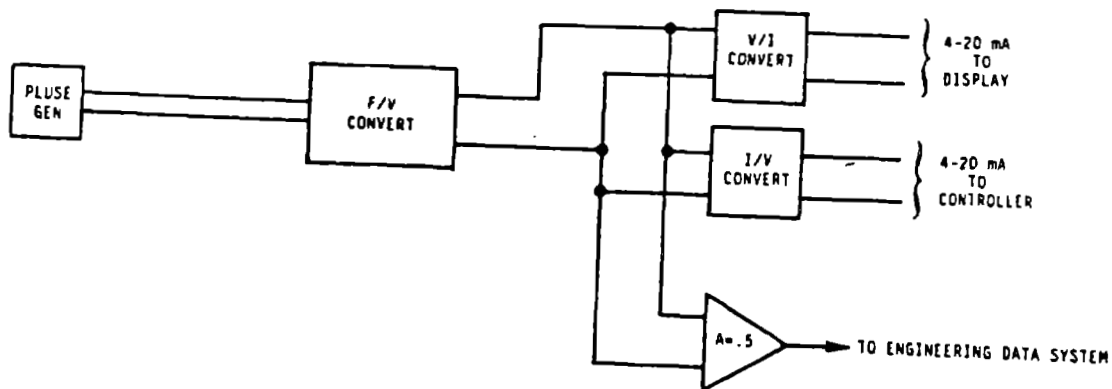 PLUSE
GEN
F/V
CONVERT
V/I
CONVERT
4-20 mA
TO
DISPLAY
I/V
CONVERT
4-20 mA
TO
CONTROLLER
A=.5
TO ENGINEERING DATA SYSTEM